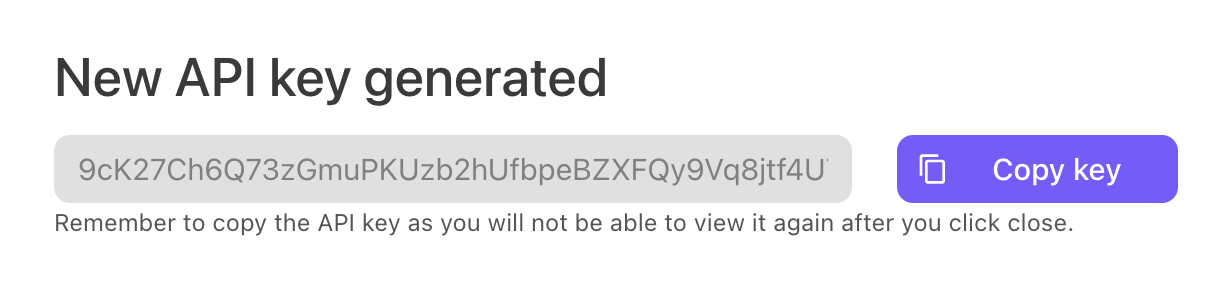 New API key generated
9cK27Ch6Q73zGmuPKUzb2hUfbpeBZXFQy9Vq8jtf4U
Copy key
Remember to copy the API key as you will not be able to view it again after you click close.